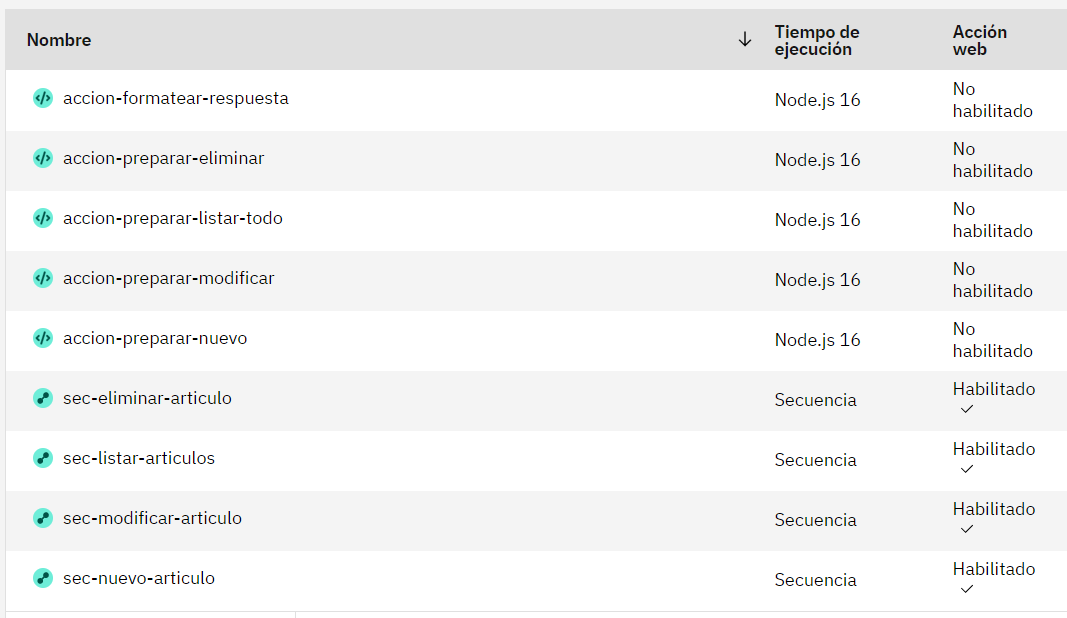 Nombre
Tiempo de
ejecución
Acción
web
accion-formatear-respuesta
Node.js 16
No
habilitado
accion-preparar-eliminar
Node.js 16
No
habilitado
accion-preparar-listar-todo
Node.js 16
No
habilitado
accion-preparar-modificar
Node.js 16
No
habilitado
accion-preparar-nuevo
Node.js 16
No
habilitado
sec-eliminar-articulo
Secuencia
Habilitado
sec-listar-articulos
Secuencia
Habilitado
sec-modificar-articulo
Secuencia
Habilitado
sec-nuevo-articulo
Secuencia
Habilitado